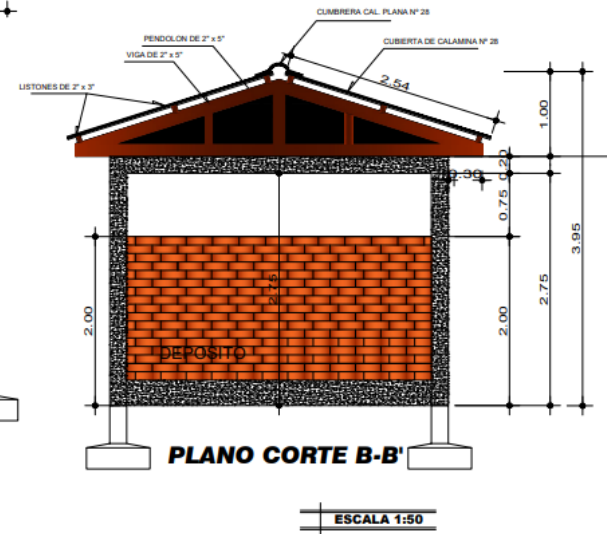 CUMBRERA CAL. PLANA Nº 28
PENDOLON DE 2" x 5"
CUBIERTA DE CALAMINA Nº 28
VIGA DE 2" x 5"
LISTONES DE 2" x 3"
2.54
1.00
0.20
0.30
0.75
3.95
2.75
2.75
2.00
2.00
DEPOSITO
PLANO CORTE B-B'
ESCALA 1:50